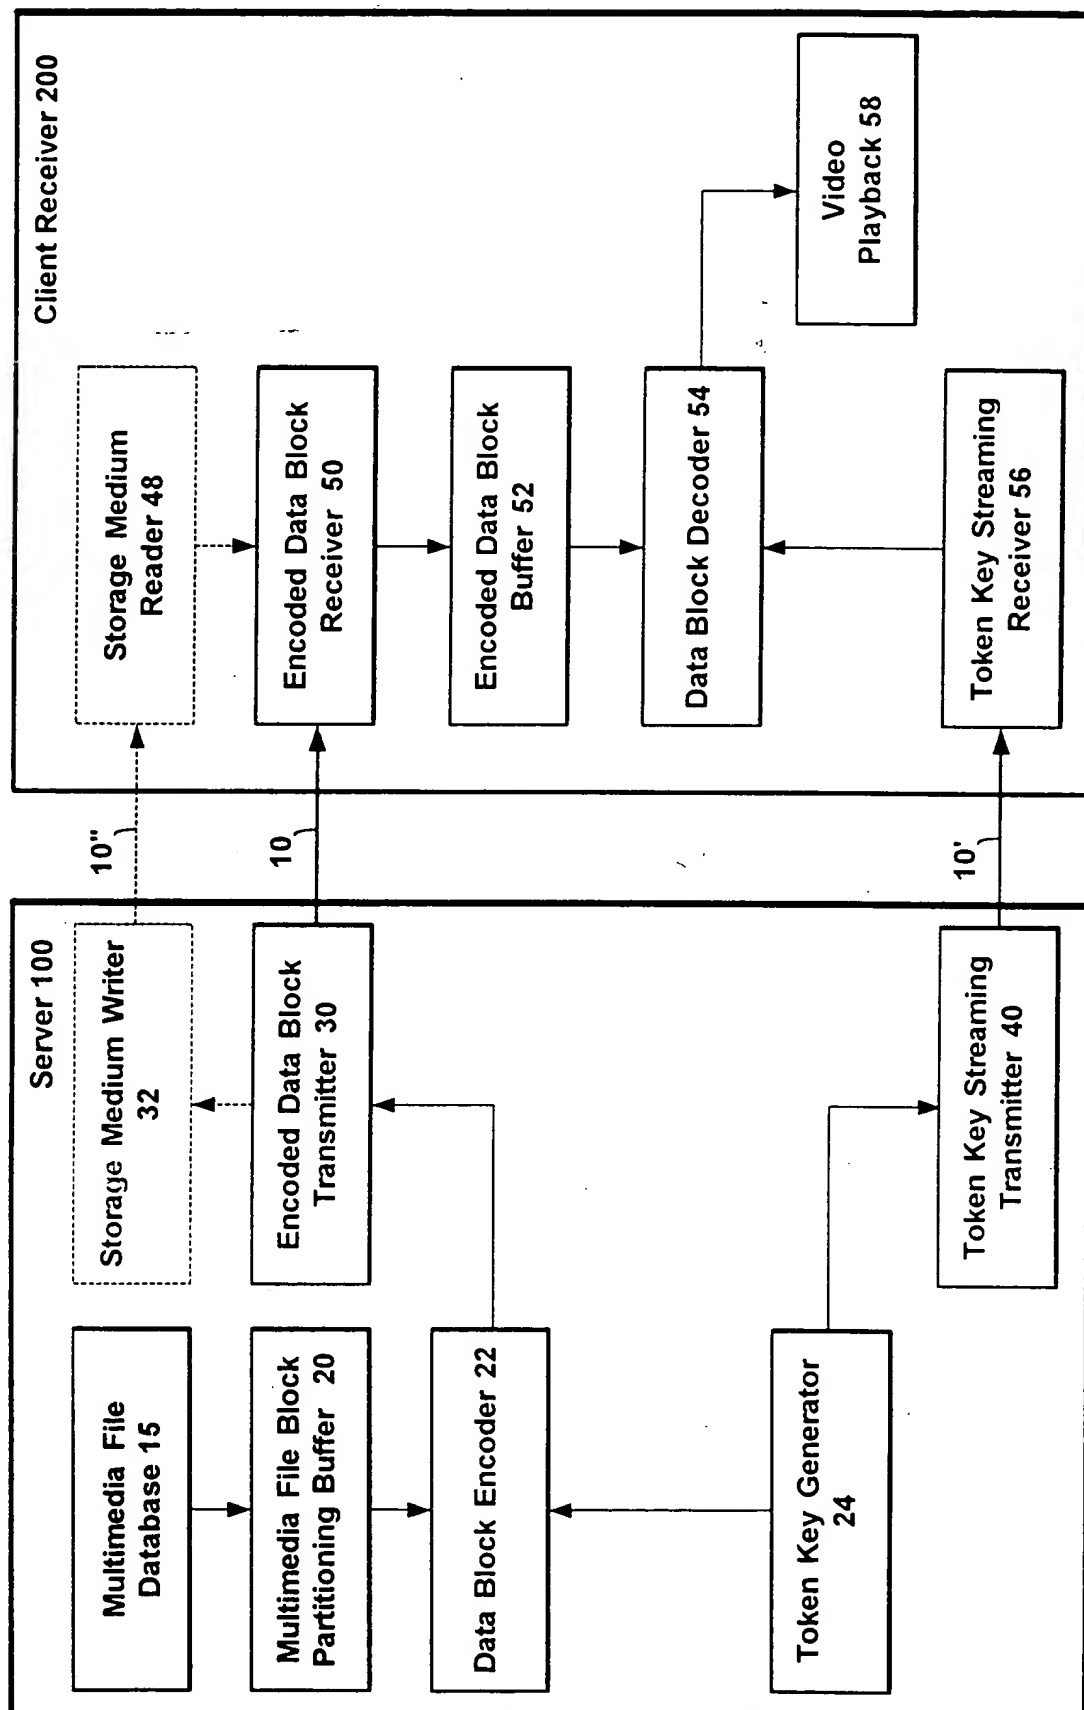 Server 100
Multimedia File
Database 15
Multimedia File Block
Partitioning Buffer 20
Data Block Encoder 22
Token Key Generator
24
Storage Medium Writer
32
Encoded Data Block
Transmitter 30
Token Key Streaming
Transmitter 40
10"
10
10'
Client Receiver 200
Storage Medium
Reader 48
Encoded Data Block
Receiver 50
Encoded Data Block
Buffer 52
Data Block Decoder 54
Token Key Streaming
Receiver 56
Video
Playback 58